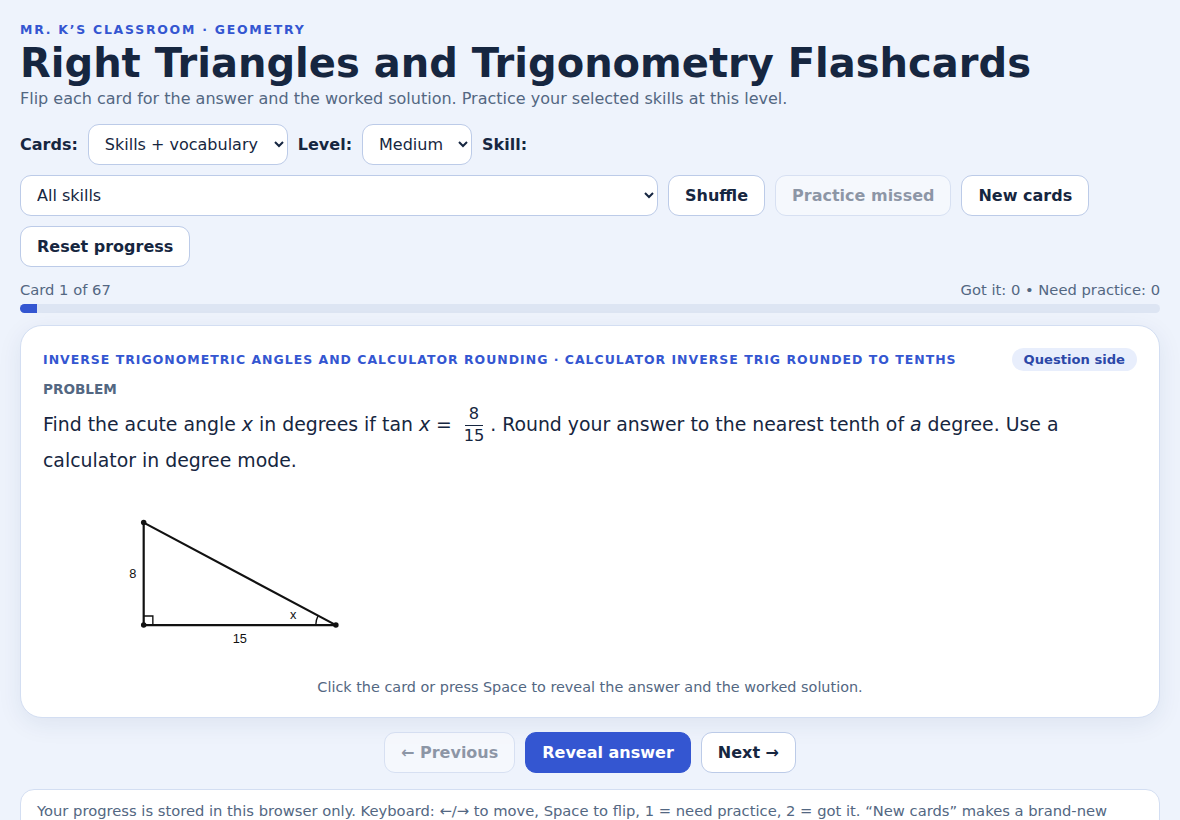 MR. K’S CLASSROOM · GEOMETRY
Right Triangles and Trigonometry Flashcards
Flip each card for the answer and the worked solution. Practice your selected skills at this level.
Cards: Skills + vocabulary Level: Medium Skill:
All skills Shuffle Practice missed New cards
Reset progress
Card 1 of 67 Got it: 0 • Need practice: 0
INVERSE TRIGONOMETRIC ANGLES AND CALCULATOR ROUNDING · CALCULATOR INVERSE TRIG ROUNDED TO TENTHS Question side
PROBLEM
Find the acute angle x in degrees if tan x = 8/15. Round your answer to the nearest tenth of a degree. Use a
calculator in degree mode.
8
x
15
Click the card or press Space to reveal the answer and the worked solution.
← Previous Reveal answer Next →
Your progress is stored in this browser only. Keyboard: ←/→ to move, Space to flip, 1 = need practice, 2 = got it. “New cards” makes a brand-new